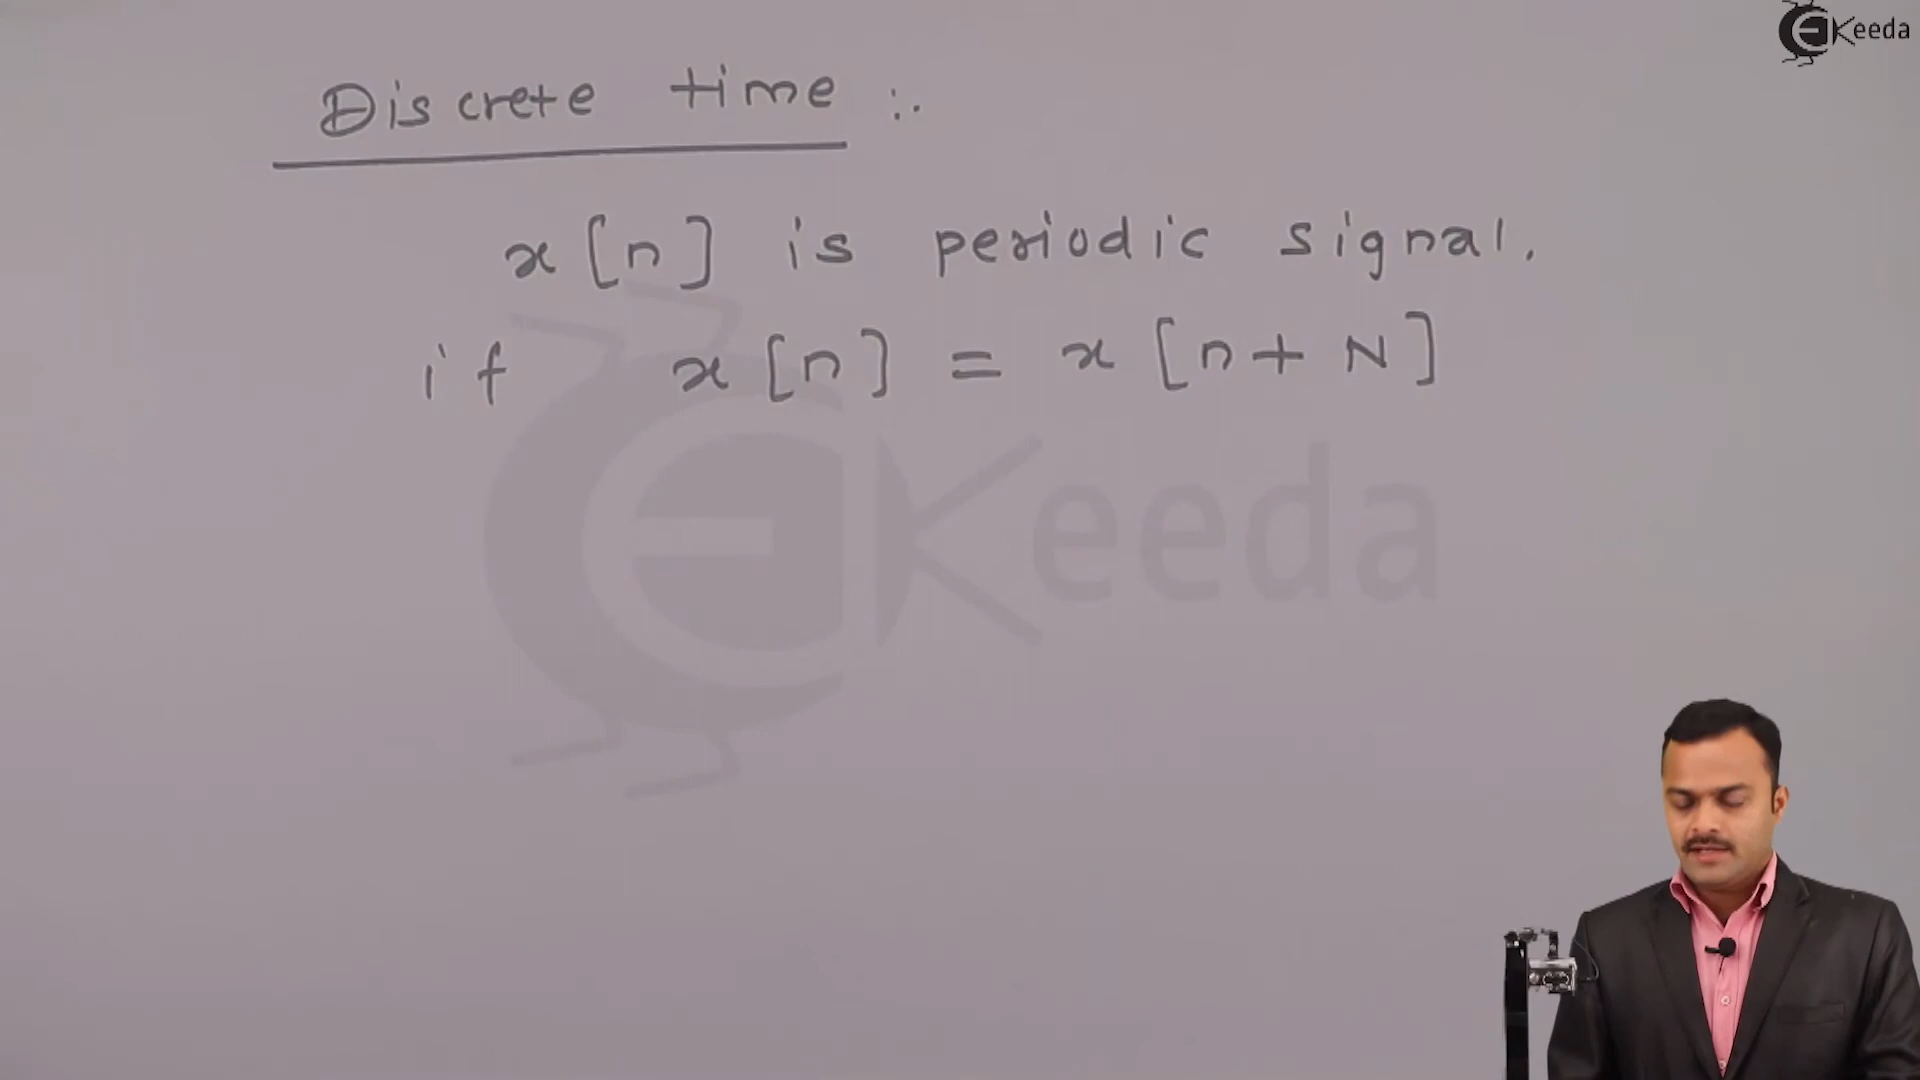 EKeeda
Discrete time :.
x[n] is periodic signal.
if x[n] = x[n+N]
EKeeda